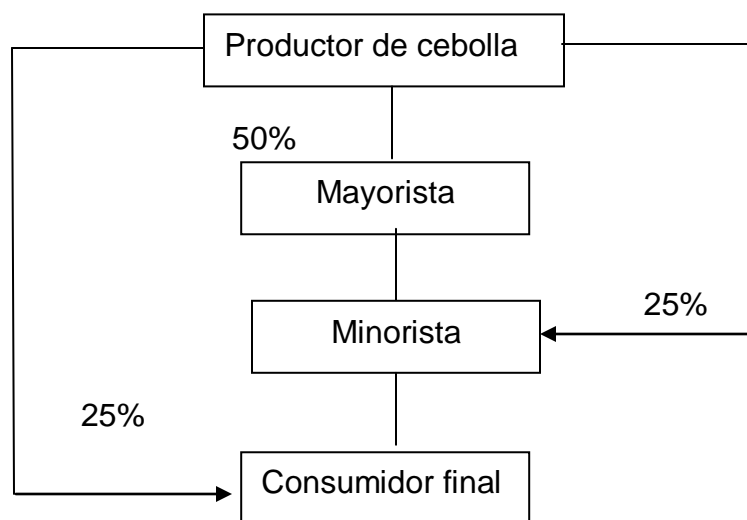 Productor de cebolla
50%
Mayorista
Minorista
25%
25%
Consumidor final